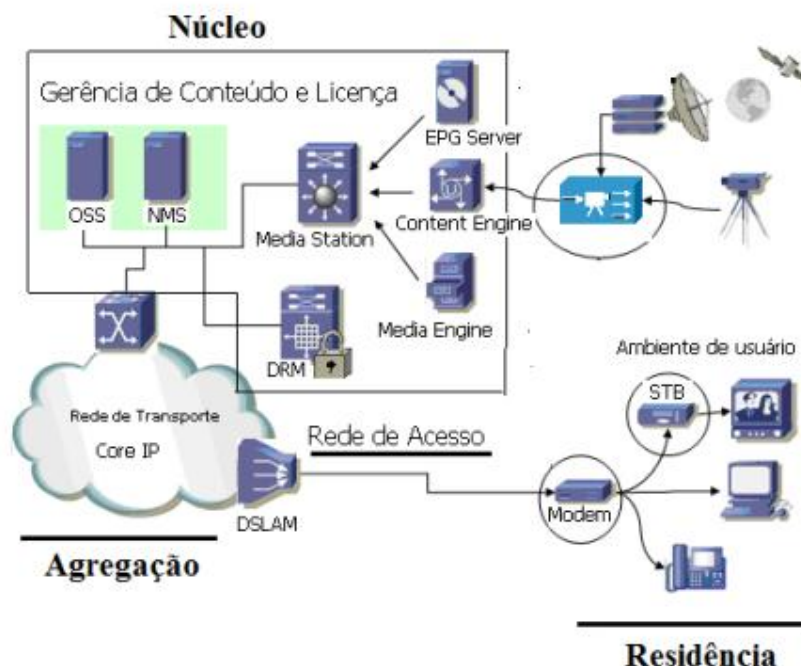 Núcleo
Gerência de Conteúdo e Licença
EPG Server
OSS
NMS
Media Station
Content Engine
Media Engine
DRM
Ambiente de usuário
STB
Rede de Transporte
Core IP
Rede de Acesso
Modem
DSLAM
Agregação
Residência